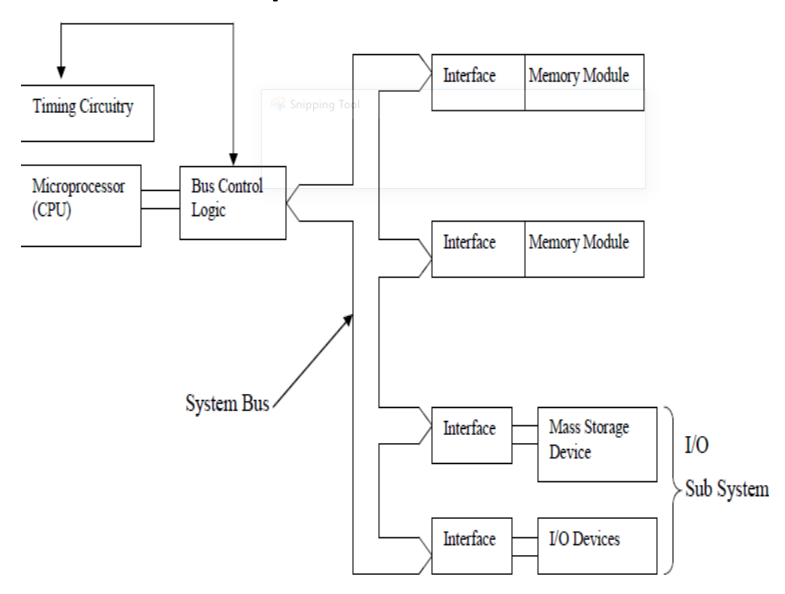 Interface
Memory Module
Snipping Tool
Timing Circuitry
Microprocessor
(CPU)
Bus Control
Logic
Interface
Memory Module
System Bus
Interface
Mass Storage
Device
I/O
Sub System
Interface
I/O Devices